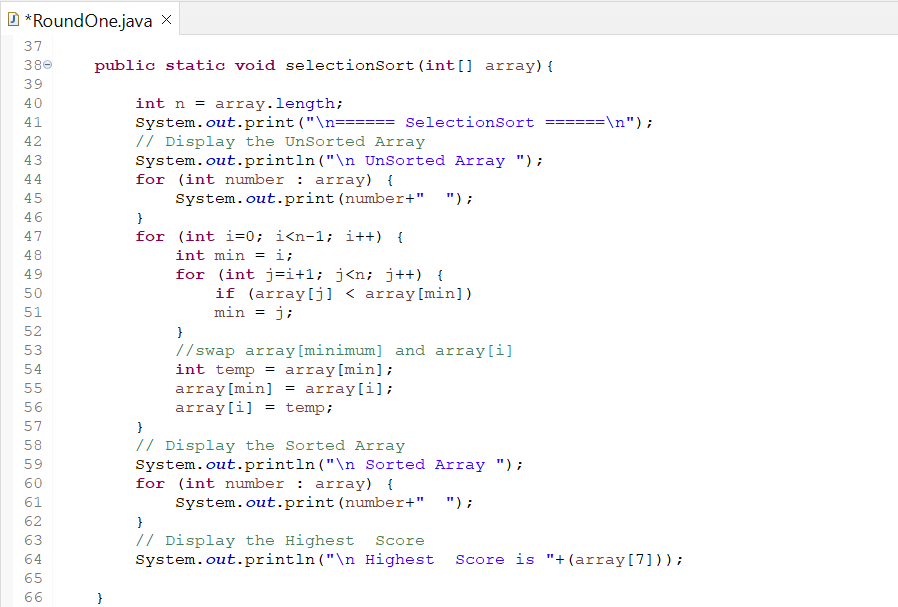 *RoundOne.java
37
38 public static void selectionSort(int[] array){
39
40 int n = array.length;
41 System.out.print("\n====== SelectionSort ======\n");
42 // Display the UnSorted Array
43 System.out.println("\n UnSorted Array ");
44 for (int number : array) {
45 System.out.print(number+"  ");
46 }
47 for (int i=0; i<n-1; i++) {
48 int min = i;
49 for (int j=i+1; j<n; j++) {
50 if (array[j] < array[min])
51 min = j;
52 }
53 //swap array[minimum] and array[i]
54 int temp = array[min];
55 array[min] = array[i];
56 array[i] = temp;
57 }
58 // Display the Sorted Array
59 System.out.println("\n Sorted Array ");
60 for (int number : array) {
61 System.out.print(number+"  ");
62 }
63 // Display the Highest  Score
64 System.out.println("\n Highest  Score is "+(array[7]));
65
66 }